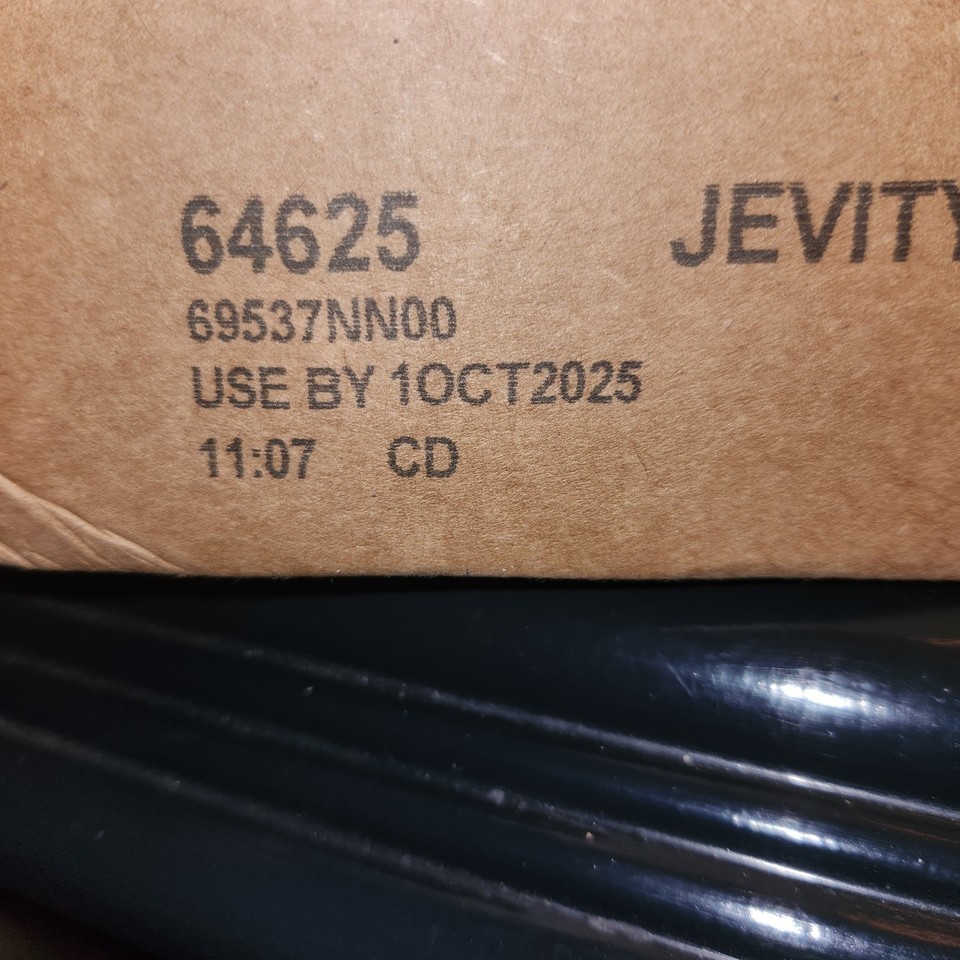 64625 JEVITY
69537NN00
USE BY 1OCT2025
11:07 CD